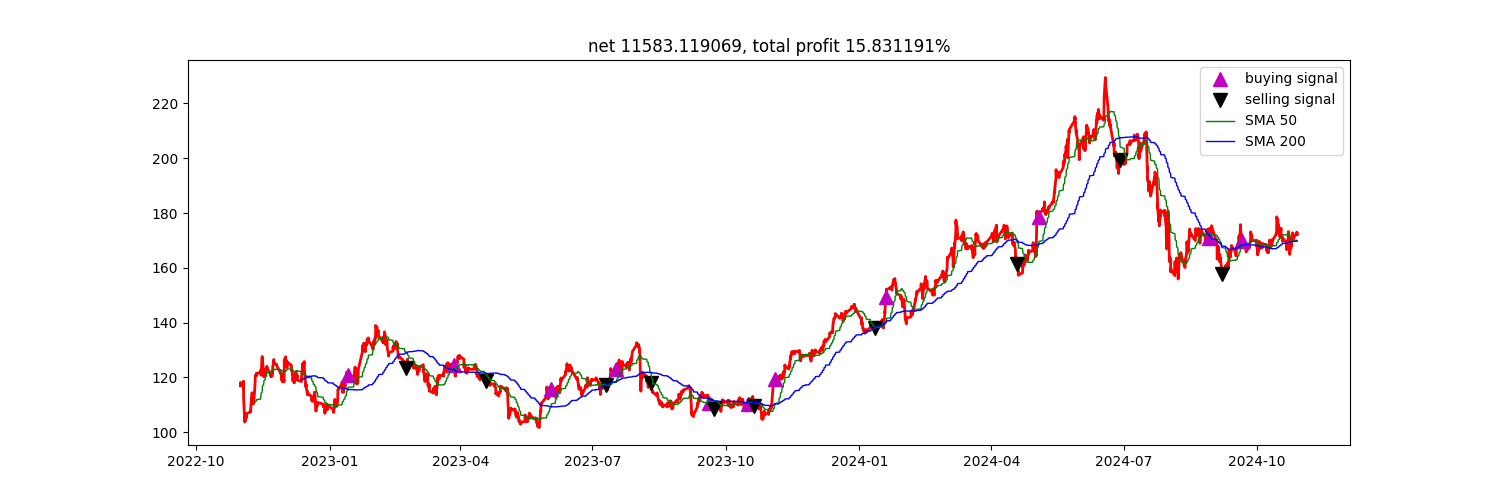 net 11583.119069, total profit 15.831191%
buying signal
selling signal
SMA 50
SMA 200
220
200
180
160
140
120
100
2022-10 2023-01 2023-04 2023-07 2023-10 2024-01 2024-04 2024-07 2024-10